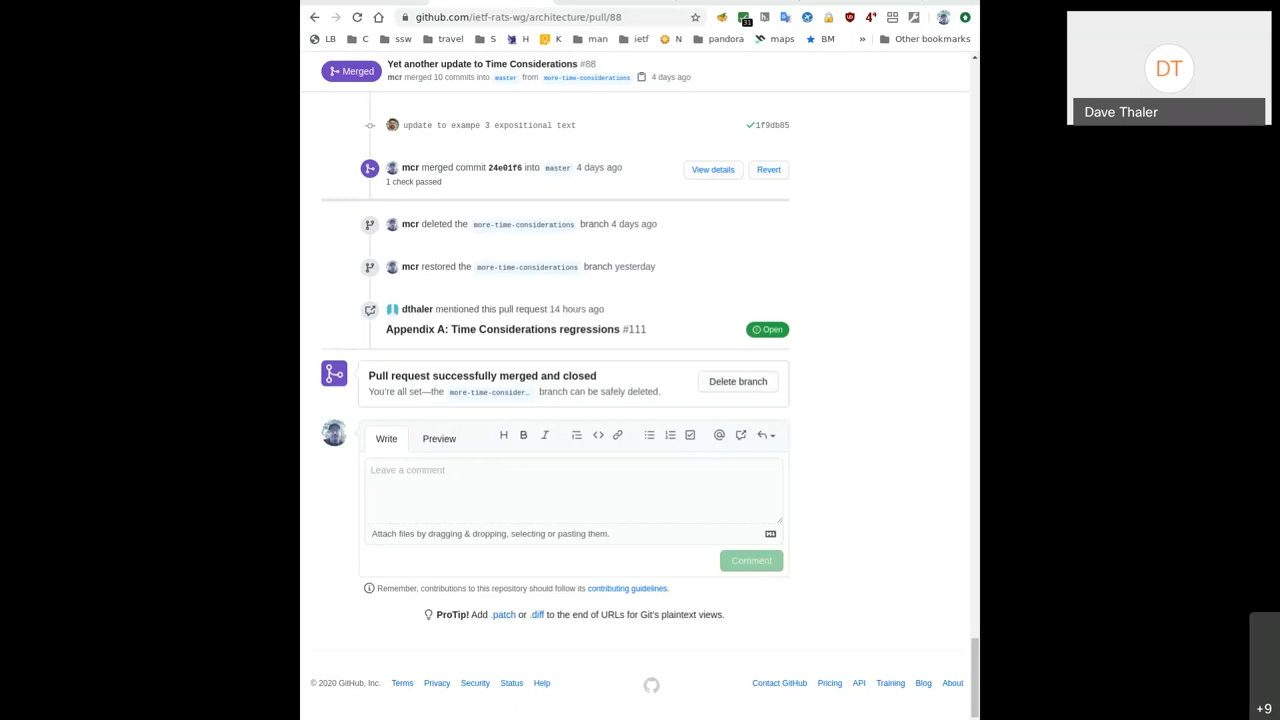 github.com/ietf-rats-wg/architecture/pull/88
31
4
LB
C
ssw
travel
S
H
K
man
ietf
N
pandora
maps
BM
»
Other bookmarks
Merged
Yet another update to Time Considerations #88
mcr merged 10 commits into master from more-time-considerations 4 days ago
update to exampe 3 expositional text 1f9db85
mcr merged commit 24e01f6 into master 4 days ago
View details
Revert
1 check passed
mcr deleted the more-time-considerations branch 4 days ago
mcr restored the more-time-considerations branch yesterday
dthaler mentioned this pull request 14 hours ago
Appendix A: Time Considerations regressions #111
Open
Pull request successfully merged and closed
You're all set—the more-time-consider… branch can be safely deleted.
Delete branch
Write
Preview
Leave a comment
Attach files by dragging & dropping, selecting or pasting them.
Comment
Remember, contributions to this repository should follow its contributing guidelines.
ProTip! Add .patch or .diff to the end of URLs for Git's plaintext views.
© 2020 GitHub, Inc.
Terms
Privacy
Security
Status
Help
Contact GitHub
Pricing
API
Training
Blog
About
DT
Dave Thaler
+9